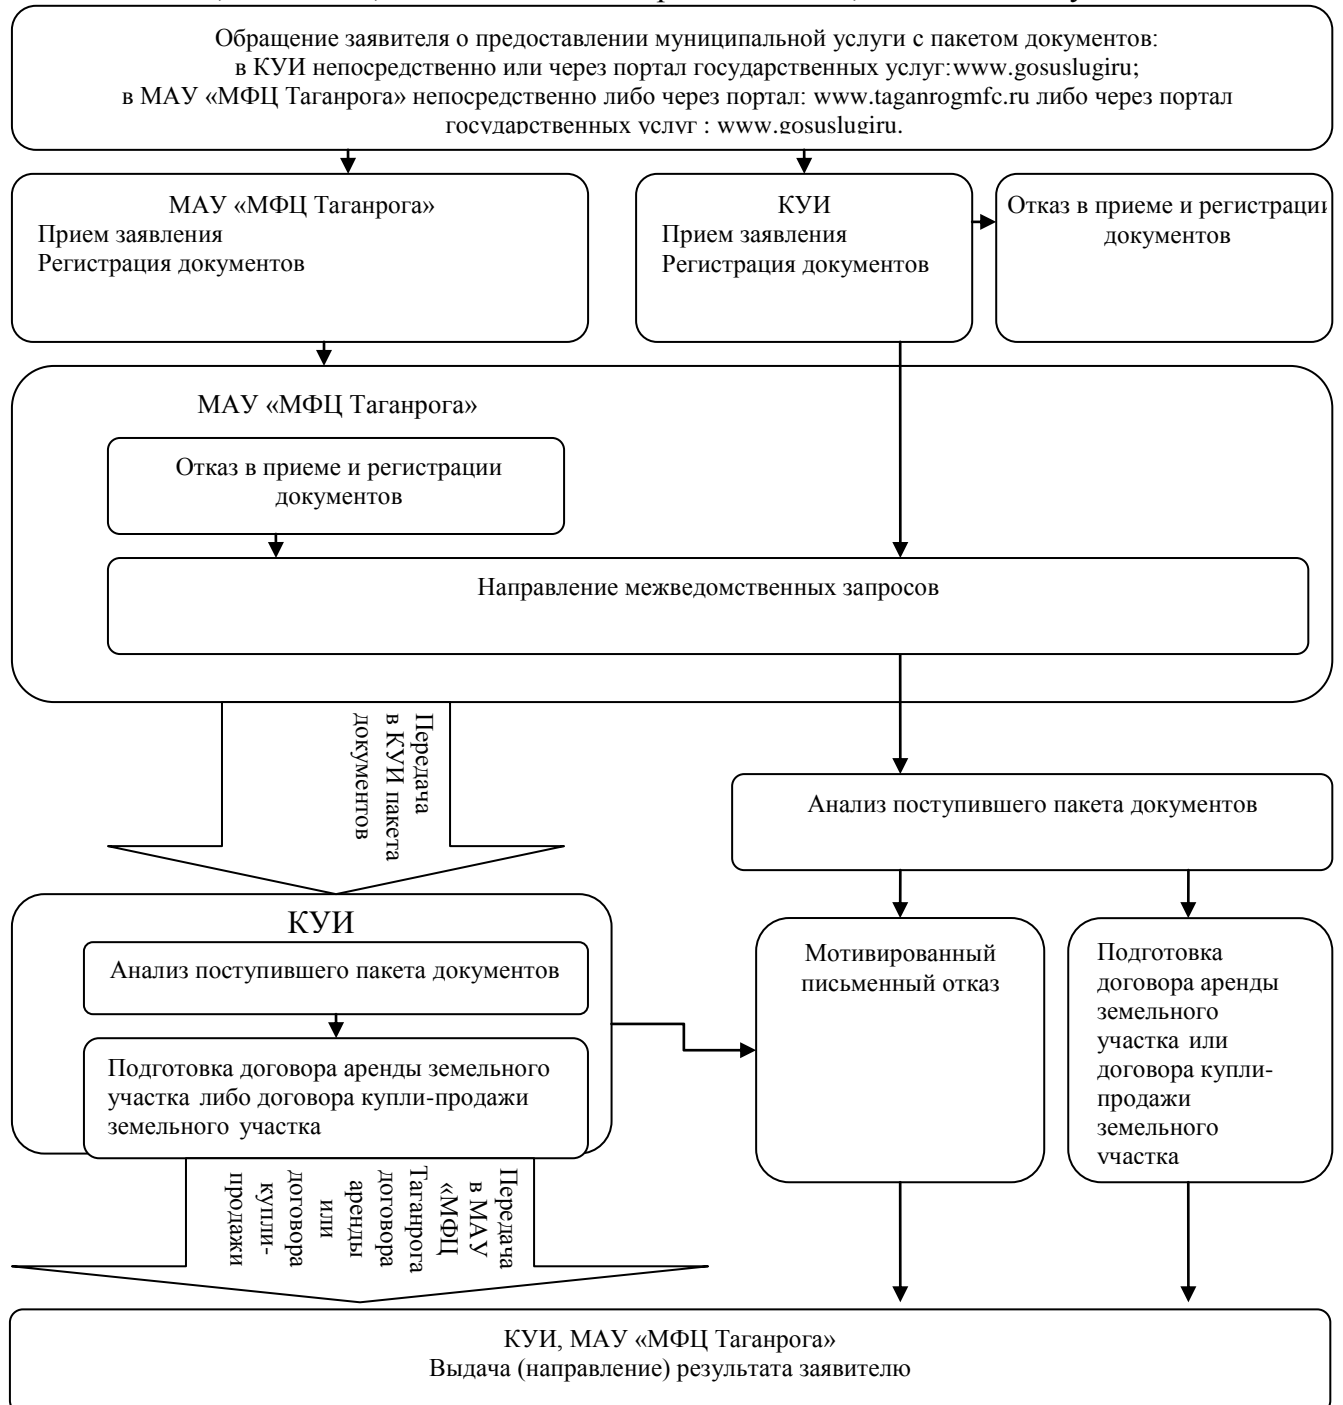 Обращение заявителя о предоставлении муниципальной услуги с пакетом документов:
в КУИ непосредственно или через портал государственных услуг:www.gosuslugiru;
в МАУ «МФЦ Таганрога» непосредственно либо через портал: www.taganrogmfc.ru либо через портал
государственных услуг : www.gosuslugiru.
МАУ «МФЦ Таганрога»
Прием заявления
Регистрация документов
КУИ
Прием заявления
Регистрация документов
Отказ в приеме и регистрации
документов
МАУ «МФЦ Таганрога»
Отказ в приеме и регистрации
документов
Направление межведомственных запросов
Передача
в КУИ пакета
документов
Анализ поступившего пакета документов
КУИ
Анализ поступившего пакета документов
Подготовка договора аренды земельного
участка либо договора купли-продажи
земельного участка
Мотивированный
письменный отказ
Подготовка
договора аренды
земельного
участка или
договора купли-
продажи
земельного
участка
Передача
в МАУ
«МФЦ
Таганрога
договора
аренды
или
договора
купли-
продажи
КУИ, МАУ «МФЦ Таганрога»
Выдача (направление) результата заявителю